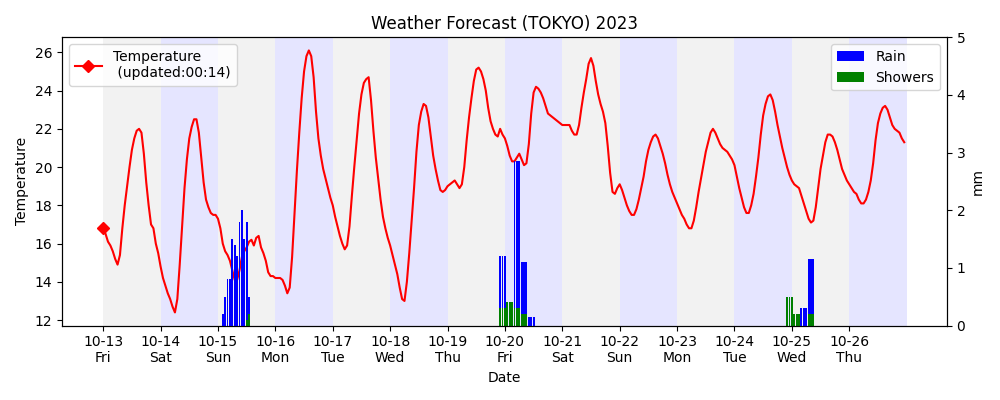 Weather Forecast (TOKYO) 2023
Temperature
(updated:00:14)
Rain
Showers
Temperature
26
24
22
20
18
16
14
12
5
4
3
2
1
0
mm
10-13 10-14 10-15 10-16 10-17 10-18 10-19 10-20 10-21 10-22 10-23 10-24 10-25 10-26
Fri Sat Sun Mon Tue Wed Thu Fri Sat Sun Mon Tue Wed Thu
Date